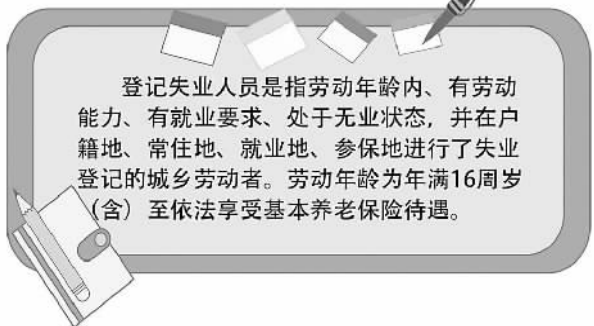 登记失业人员是指劳动年龄内、有劳动
能力、有就业要求、处于无业状态，并在户
籍地、常住地、就业地、参保地进行了失业
登记的城乡劳动者。劳动年龄为年满16周岁
（含）至依法享受基本养老保险待遇。